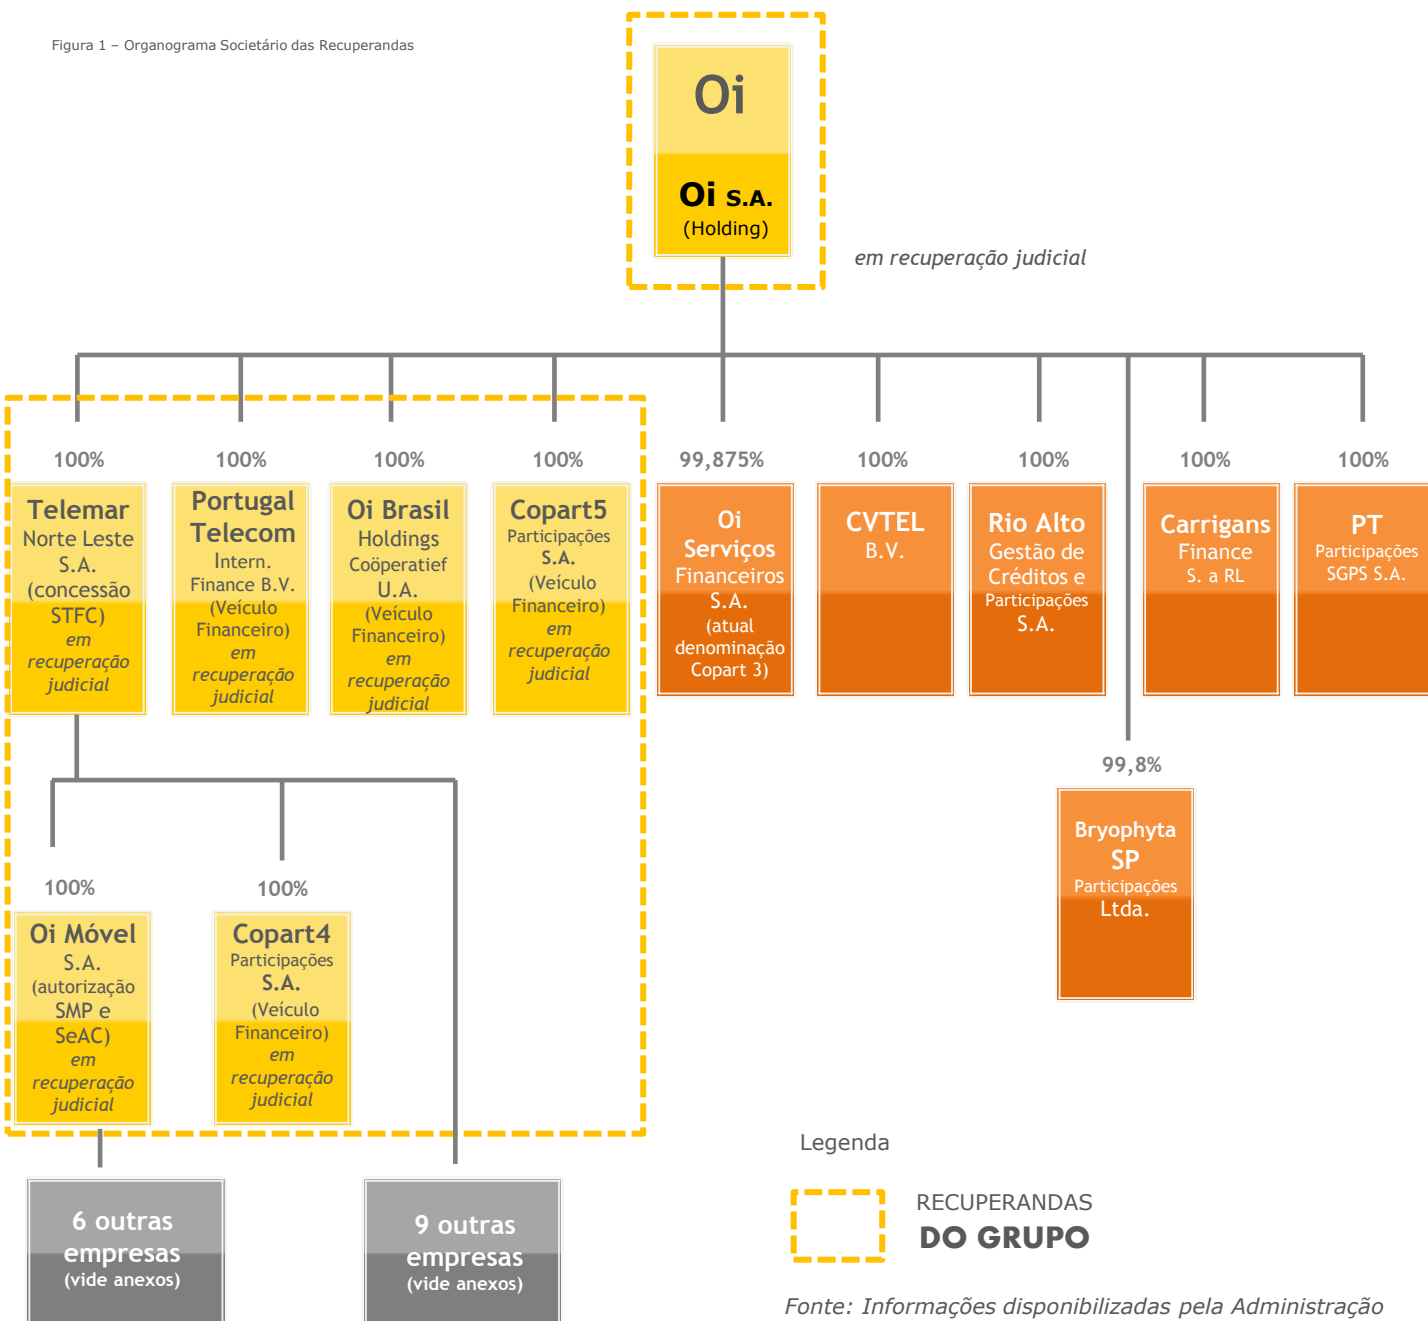 Figura 1 – Organograma Societário das Recuperandas
Oi
Oi S.A.
(Holding)
em recuperação judicial
100%
100%
100%
100%
99,875%
100%
100%
100%
100%
Telemar
Norte Leste
S.A.
(concessão
STFC)
em
recuperação
judicial
Portugal
Telecom
Intern.
Finance B.V.
(Veículo
Financeiro)
em
recuperação
judicial
Oi Brasil
Holdings
Coöperatief
U.A.
(Veículo
Financeiro)
em
recuperação
judicial
Copart5
Participações
S.A.
(Veículo
Financeiro)
em
recuperação
judicial
Oi
Serviços
Financeiros
S.A.
(atual
denominação
Copart 3)
CVTEL
B.V.
Rio Alto
Gestão de
Créditos e
Participações
S.A.
Carrigans
Finance
S. a RL
PT
Participações
SGPS S.A.
99,8%
Bryophyta
SP
Participações
Ltda.
100%
100%
Oi Móvel
S.A.
(autorização
SMP e
SeAC)
em
recuperação
judicial
Copart4
Participações
S.A.
(Veículo
Financeiro)
em
recuperação
judicial
6 outras
empresas
(vide anexos)
9 outras
empresas
(vide anexos)
Legenda
RECUPERANDAS
DO GRUPO
Fonte: Informações disponibilizadas pela Administração